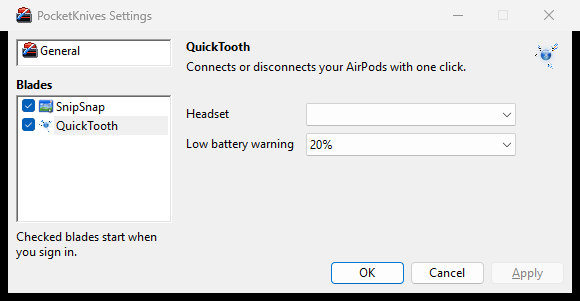 PocketKnives Settings
General
Blades
SnipSnap
QuickTooth
Checked blades start when
you sign in.
QuickTooth
Connects or disconnects your AirPods with one click.
Headset
Low battery warning 20%
OK Cancel Apply